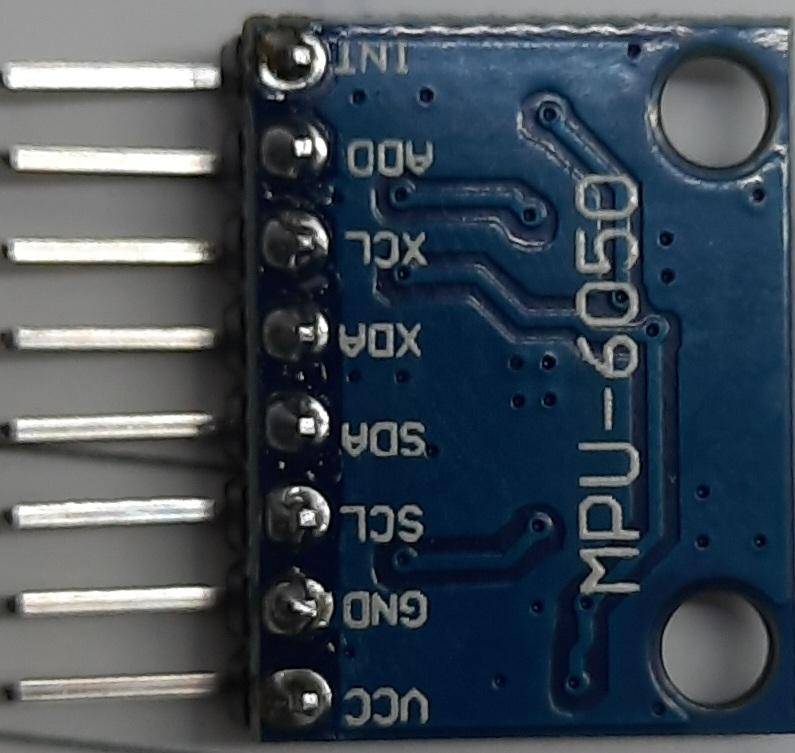 INT
ADO
XCL
XDA
SDA
SCL
GND
VCC
MPU-6050